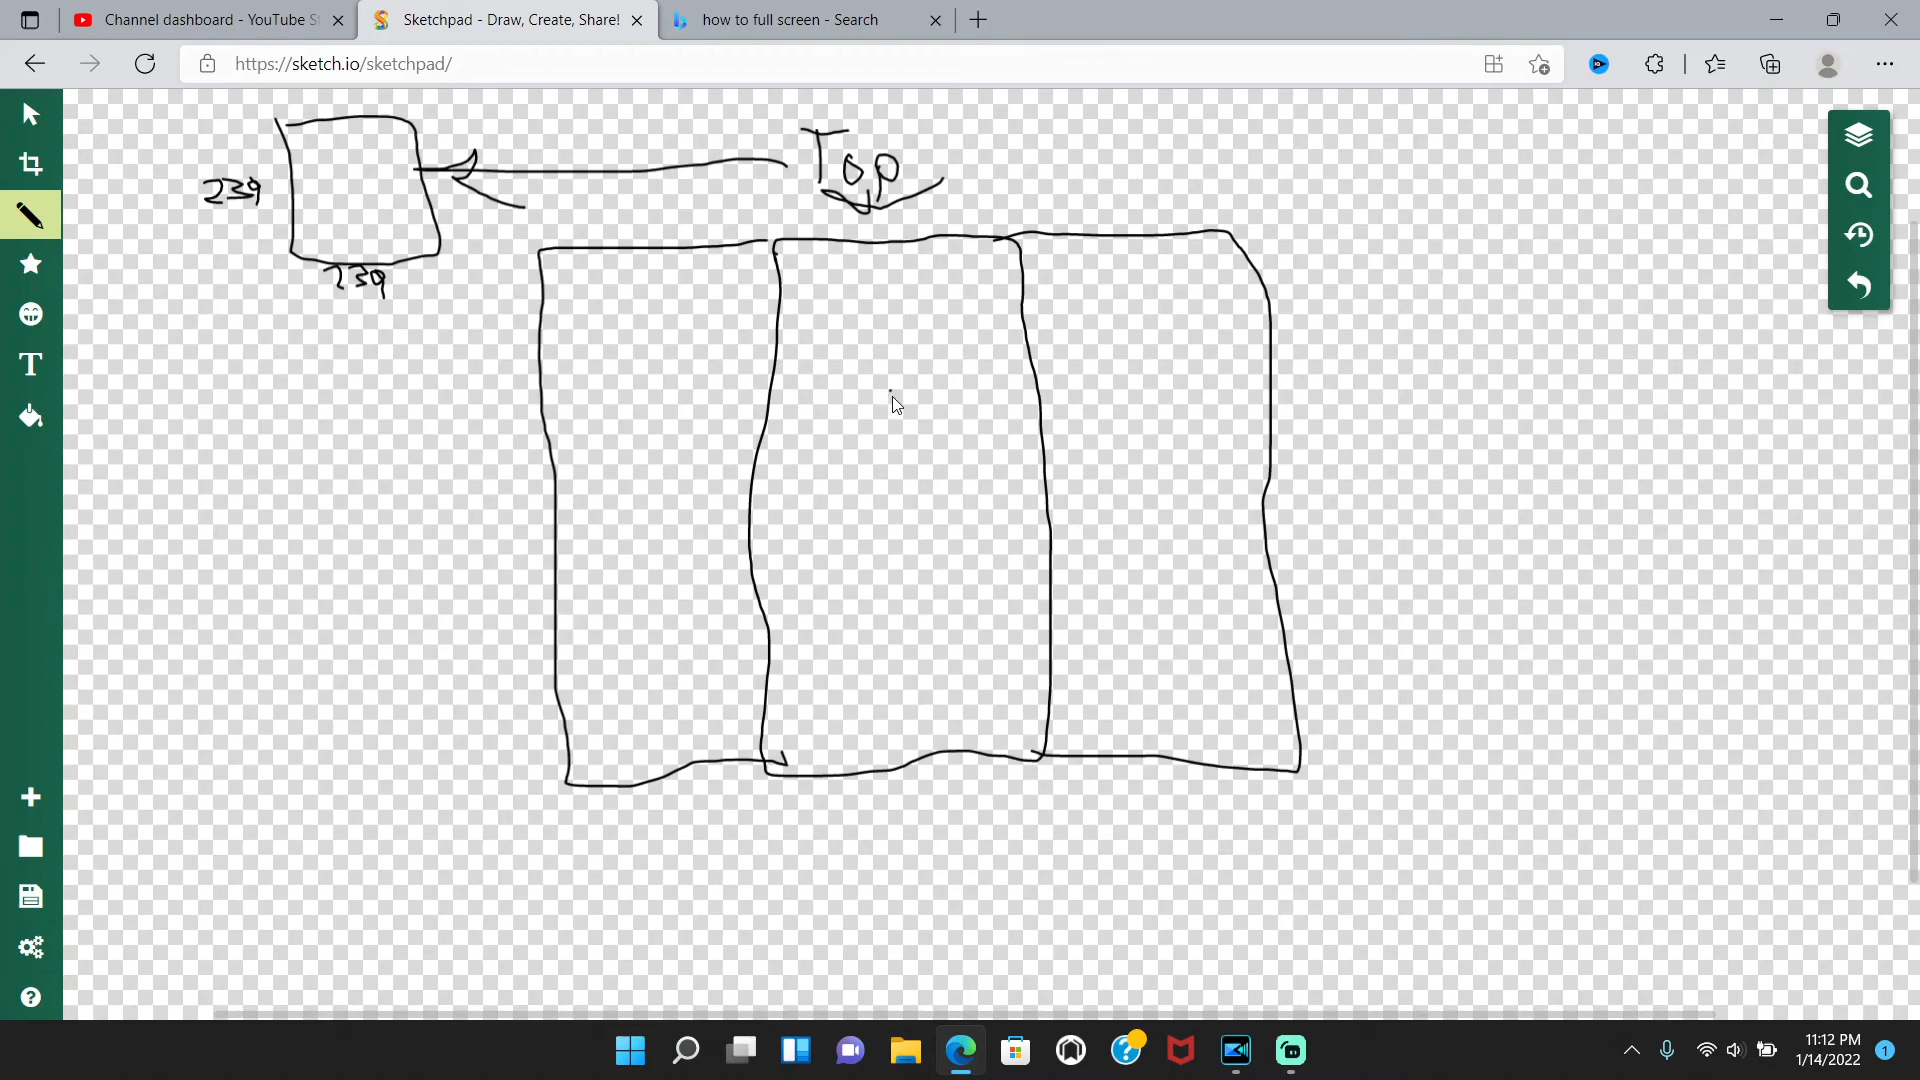 Channel dashboard - YouTube S
Sketchpad - Draw, Create, Share!
how to full screen - Search
https://sketch.io/sketchpad/
Top
239
239
T
11:12 PM
1/14/2022
1